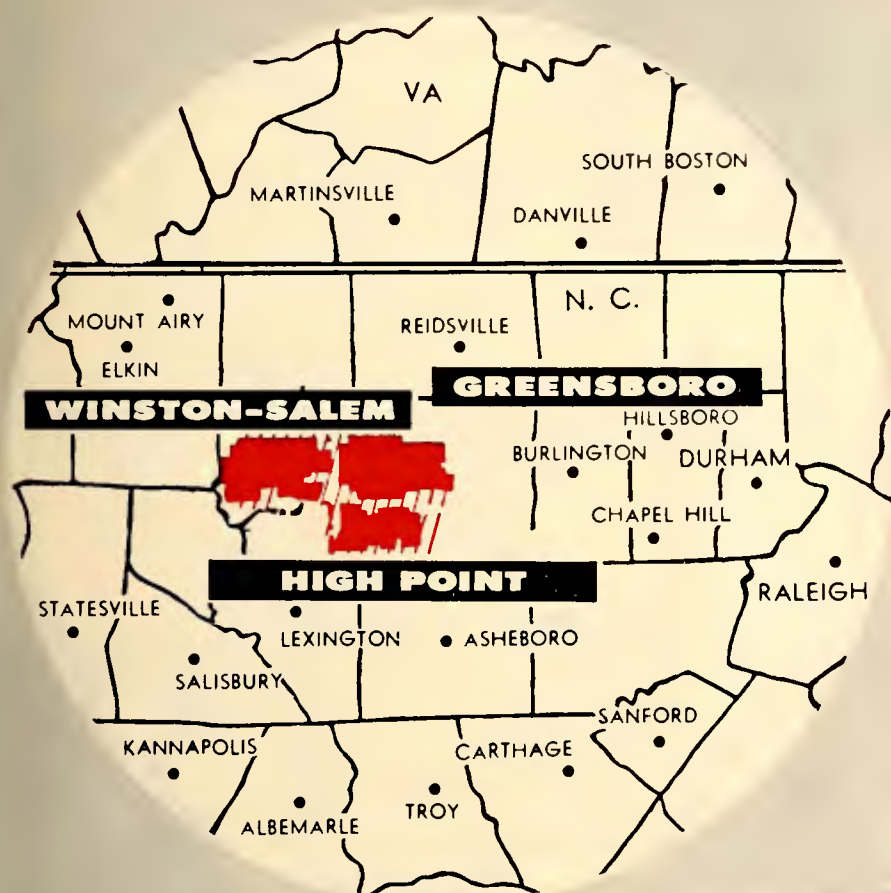 VA
SOUTH BOSTON
MARTINSVILLE
DANVILLE
N. C.
MOUNT AIRY
REIDSVILLE
ELKIN
GREENSBORO
WINSTON-SALEM
HILLSBORO
BURLINGTON
DURHAM
CHAPEL HILL
HIGH POINT
RALEIGH
STATESVILLE
LEXINGTON
ASHEBORO
SALISBURY
SANFORD
KANNAPOLIS
CARTHAGE
TROY
ALBEMARLE